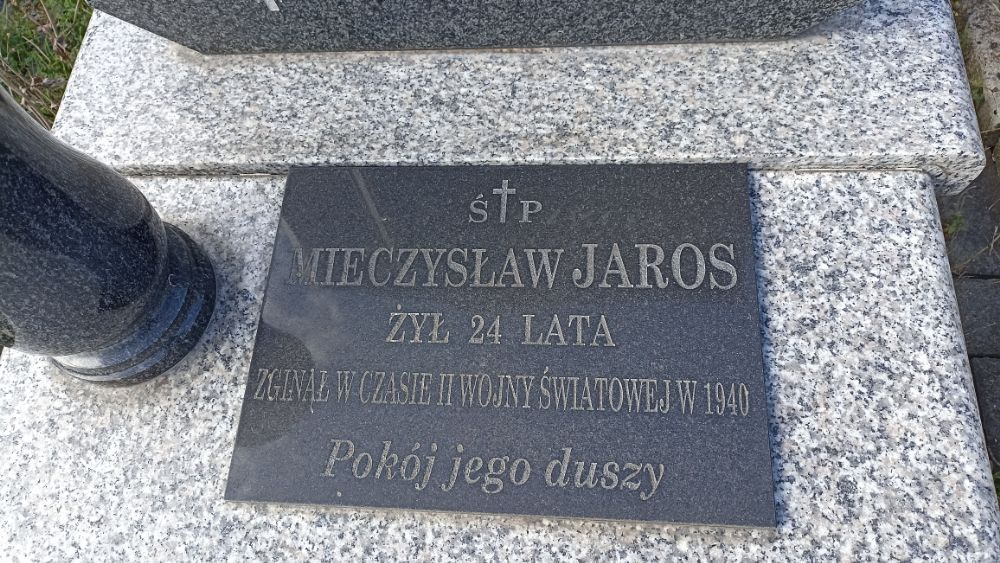 Ś†P
MIECZYSŁAW JAROS
ŻYŁ 24 LATA
ZGINĄŁ W CZASIE II WOJNY ŚWIATOWEJ W 1940
Pokój jego duszy